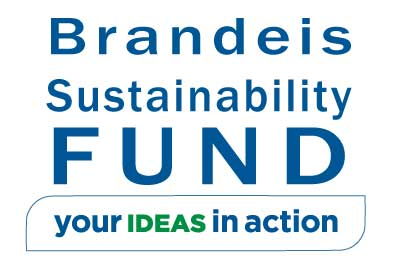 Brandeis
Sustainability
FUND
your IDEAS in action